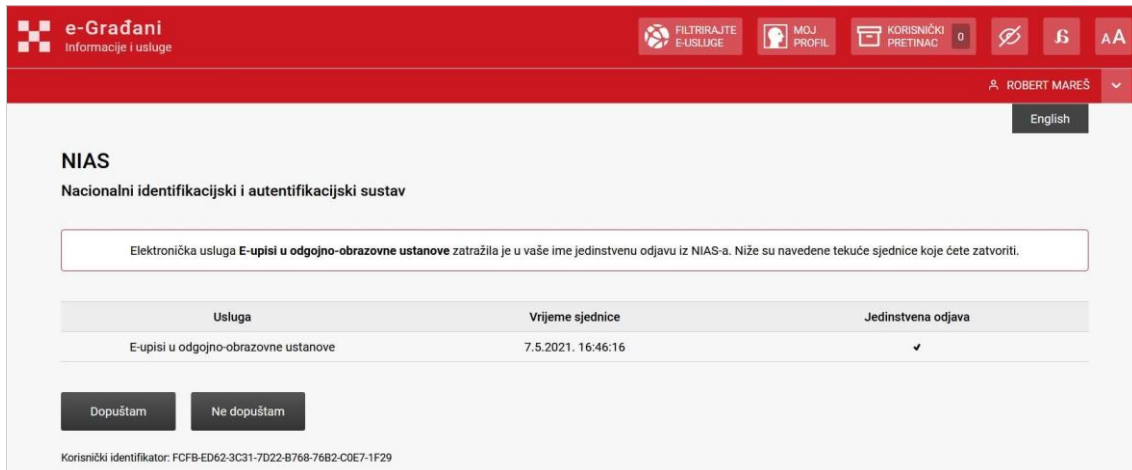 e-Građani
Informacije i usluge
FILTRIRAJTE
E-USLUGE
MOJ
PROFIL
KORISNIČKI
PRETINAC
0
AA
ROBERT MAREŠ
English
NIAS
Nacionalni identifikacijski i autentifikacijski sustav
Elektronička usluga E-upisi u odgojno-obrazovne ustanove zatražila je u vaše ime jedinstvenu odjavu iz NIAS-a. Niže su navedene tekuće sjednice koje ćete zatvoriti.
Usluga Vrijeme sjednice Jedinstvena odjava
E-upisi u odgojno-obrazovne ustanove 7.5.2021. 16:46:16 ✔
Dopuštam Ne dopuštam
Korisnički identifikator: FCFB-ED62-3C31-7D22-B768-76B2-C0E7-1F29